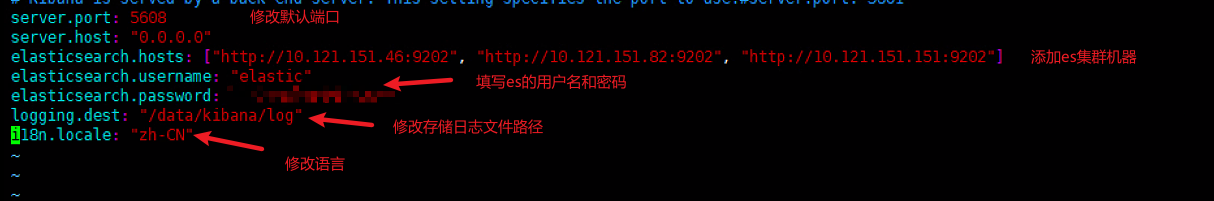 # Kibana is served by a back end server. This setting specifies the port to use.#server.port: 5601
server.port: 5608 修改默认端口
server.host: "0.0.0.0"
elasticsearch.hosts: ["http://10.121.151.46:9202", "http://10.121.151.82:9202", "http://10.121.151.151:9202"] 添加es集群机器
elasticsearch.username: "elastic"
填写es的用户名和密码
elasticsearch.password:
logging.dest: "/data/kibana/log"
修改存储日志文件路径
i18n.locale: "zh-CN"
修改语言
~
~
~